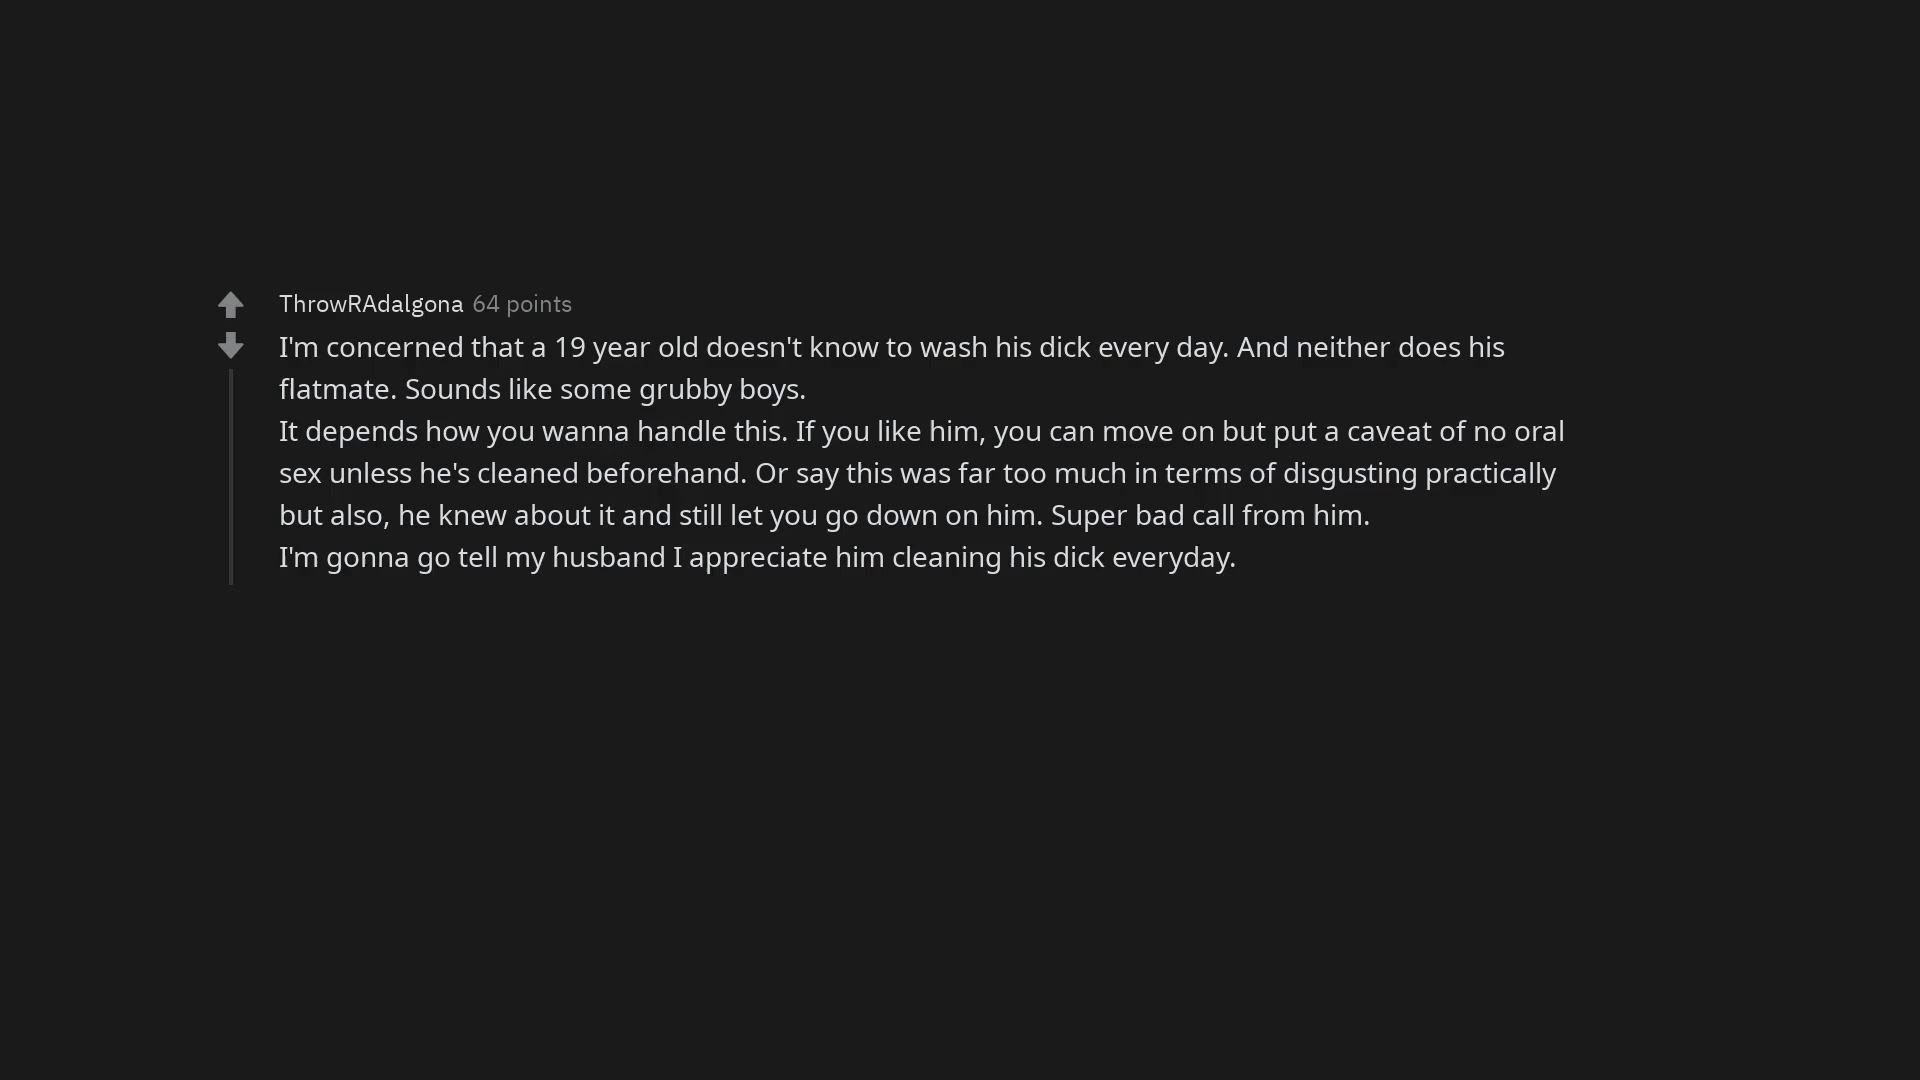 ThrowRAdalgona 64 points
I'm concerned that a 19 year old doesn't know to wash his dick every day. And neither does his
flatmate. Sounds like some grubby boys.
It depends how you wanna handle this. If you like him, you can move on but put a caveat of no oral
sex unless he's cleaned beforehand. Or say this was far too much in terms of disgusting practically
but also, he knew about it and still let you go down on him. Super bad call from him.
I'm gonna go tell my husband I appreciate him cleaning his dick everyday.